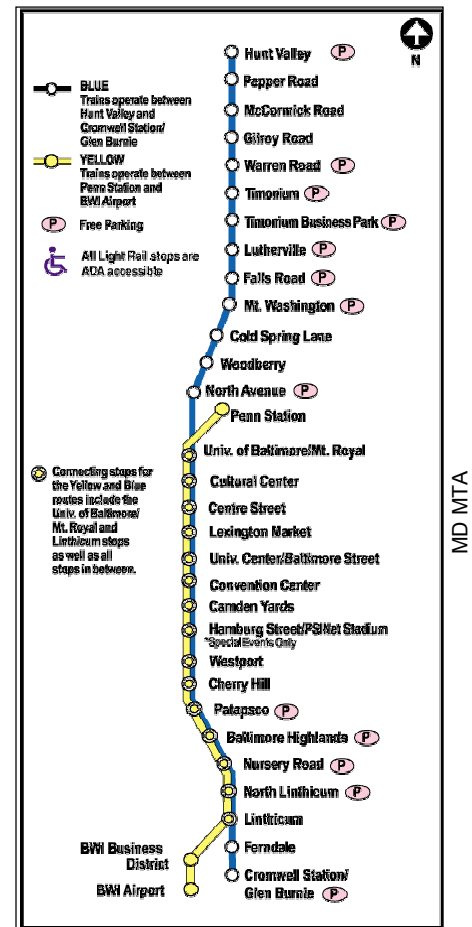 N
BLUE
Trains operate between
Hunt Valley and
Cromwell Station/
Glen Burnie
YELLOW
Trains operate between
Penn Station and
BWI Airport
P Free Parking
All Light Rail stops are
ADA accessible
Connecting stops for
the Yellow and Blue
routes include the
Univ. of Baltimore/
Mt. Royal and
Linthicum stops
as well as all
stops in between.
Hunt Valley P
Pepper Road
McCormick Road
Gilroy Road
Warren Road P
Timonium P
Timonium Business Park P
Lutherville P
Falls Road P
Mt. Washington P
Cold Spring Lane
Woodberry
North Avenue P
Penn Station
Univ. of Baltimore/Mt. Royal
Cultural Center
Centre Street
Lexington Market
Univ. Center/Baltimore Street
Convention Center
Camden Yards
Hamburg Street/PSINet Stadium
*Special Events Only
Westport
Cherry Hill
Patapsco P
Baltimore Highlands P
Nursery Road P
North Linthicum P
Linthicum
Ferndale
Cromwell Station/
Glen Burnie P
BWI Business
District
BWI Airport
MD MTA